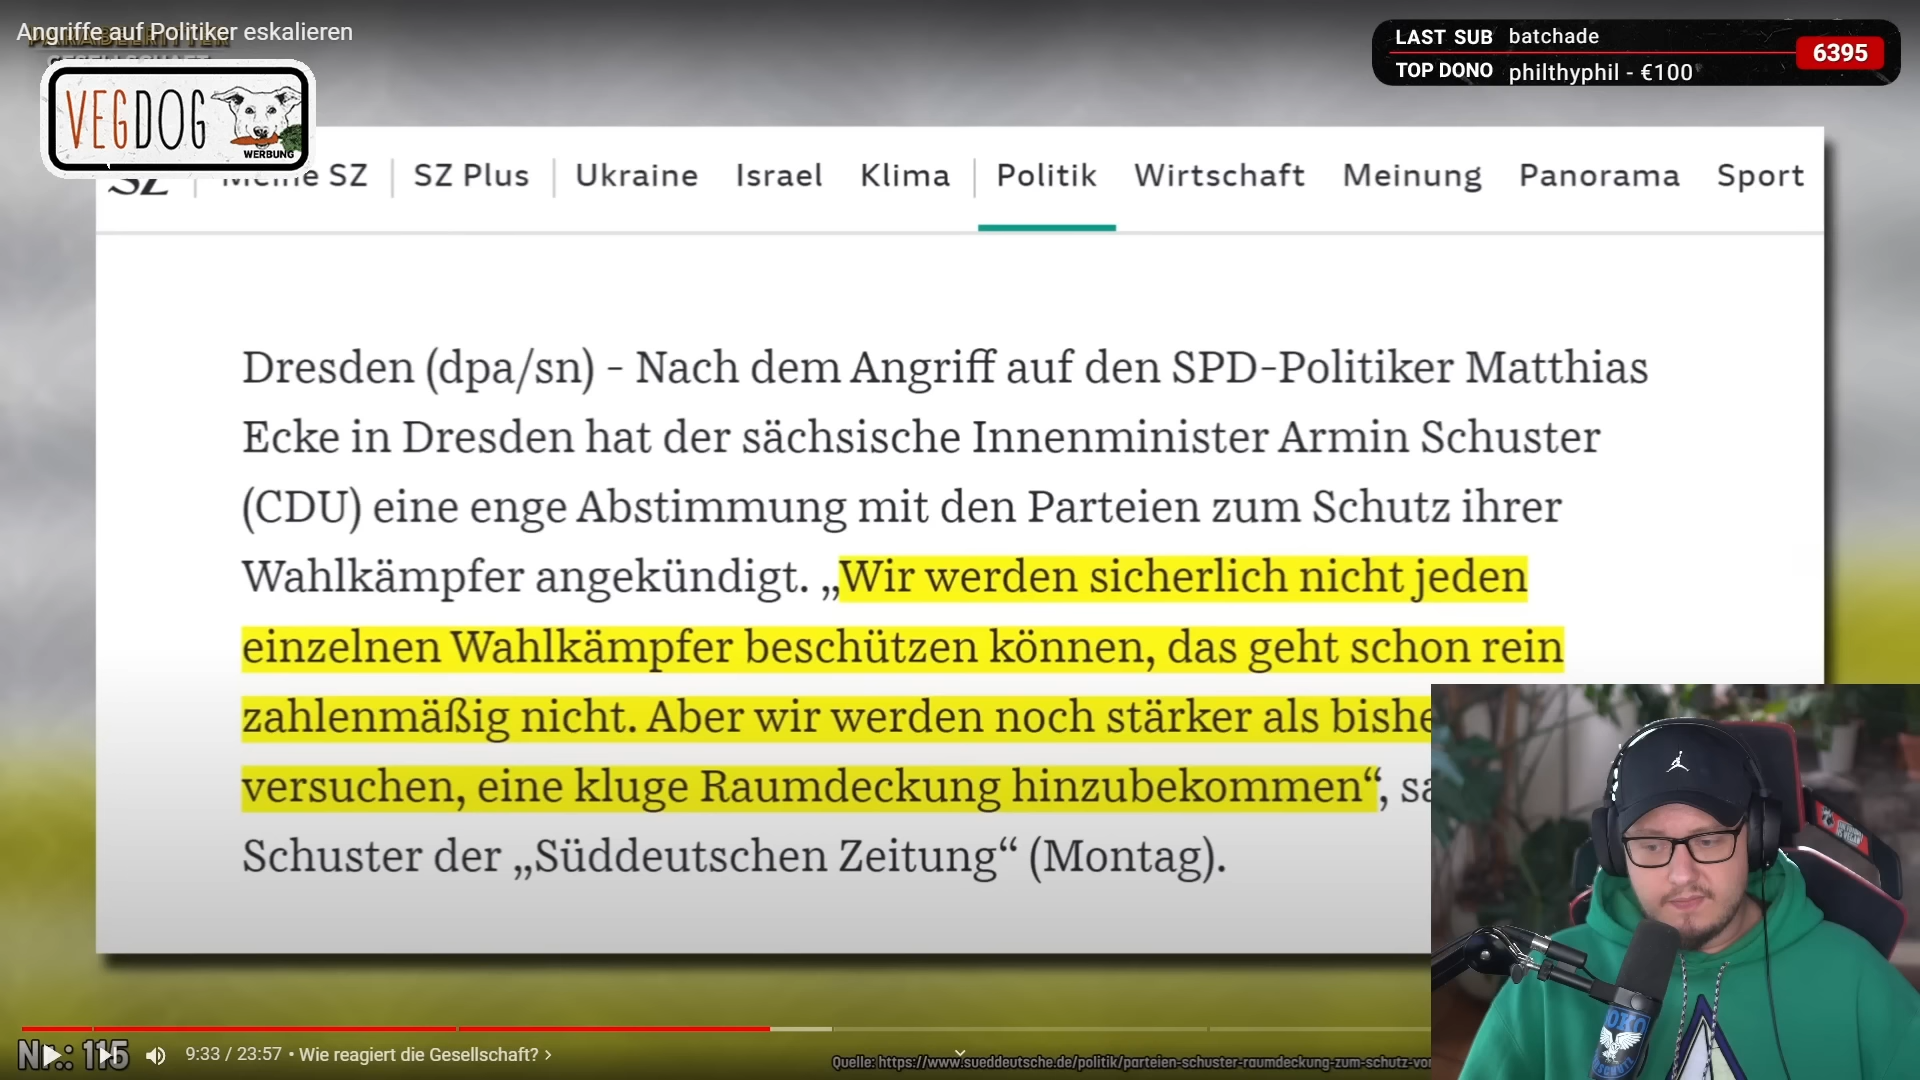 Angriffe auf Politiker eskalieren
LAST SUB batchade
TOP DONO philthyphil - €100
6395
VEGDOG
WERBUNG
SZ Meine SZ SZ Plus Ukraine Israel Klima Politik Wirtschaft Meinung Panorama Sport
Dresden (dpa/sn) - Nach dem Angriff auf den SPD-Politiker Matthias
Ecke in Dresden hat der sächsische Innenminister Armin Schuster
(CDU) eine enge Abstimmung mit den Parteien zum Schutz ihrer
Wahlkämpfer angekündigt. „Wir werden sicherlich nicht jeden
einzelnen Wahlkämpfer beschützen können, das geht schon rein
zahlenmäßig nicht. Aber wir werden noch stärker als bishe
versuchen, eine kluge Raumdeckung hinzubekommen“, sa
Schuster der „Süddeutschen Zeitung“ (Montag).
Nr.: 115
9:33 / 23:57 • Wie reagiert die Gesellschaft?
Quelle: https://www.sueddeutsche.de/politik/parteien-schuster-raumdeckung-zum-schutz-vo